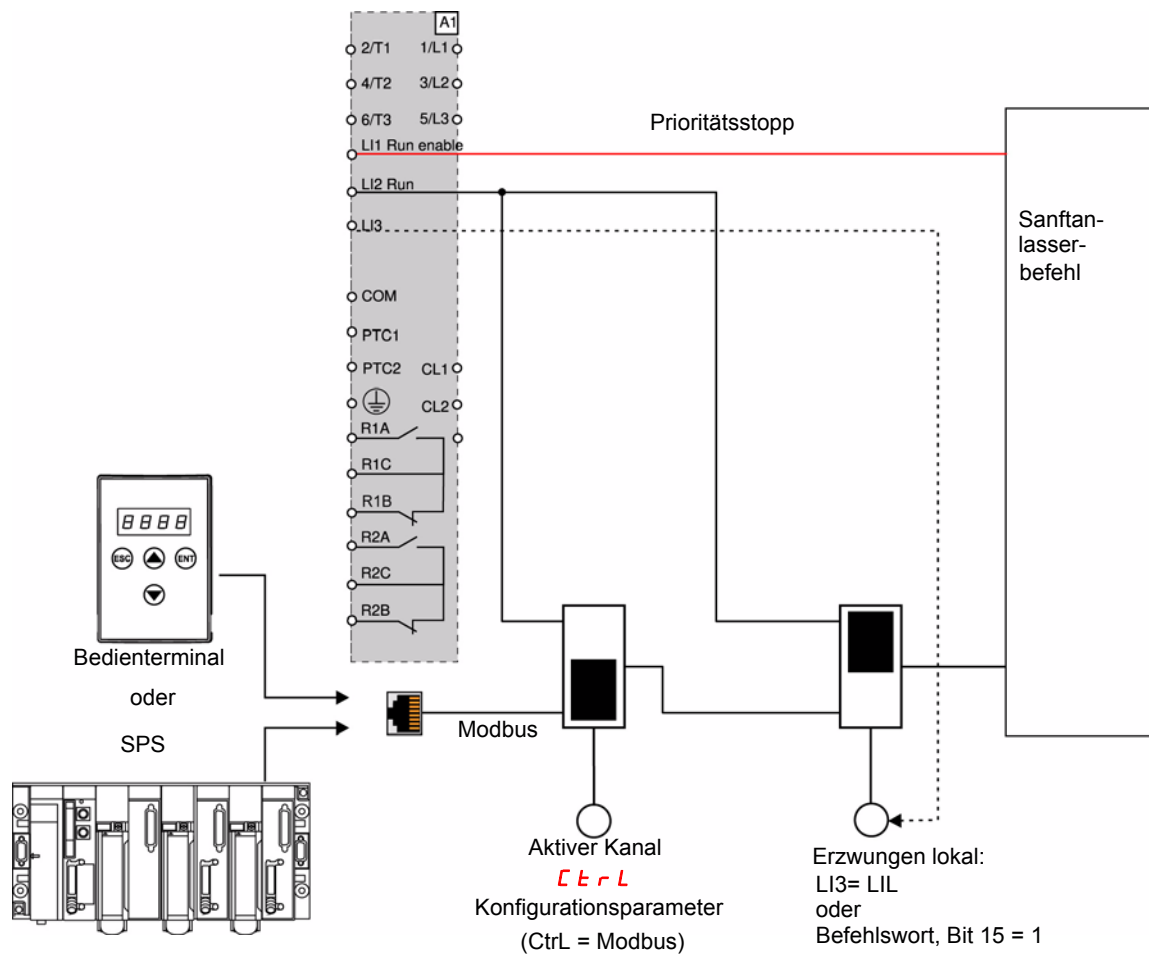 A1
2/T1 1/L1
4/T2 3/L2
6/T3 5/L3
LI1 Run enable
LI2 Run
LI3
COM
PTC1
PTC2 CL1
CL2
R1A
R1C
R1B
R2A
R2C
R2B
Prioritätsstopp
Sanftan-
lasser-
befehl
8888
ESC
ENT
Bedienterminal
oder
SPS
Modbus
Aktiver Kanal
CtrL
Konfigurationsparameter
(CtrL = Modbus)
Erzwungen lokal:
LI3= LIL
oder
Befehlswort, Bit 15 = 1